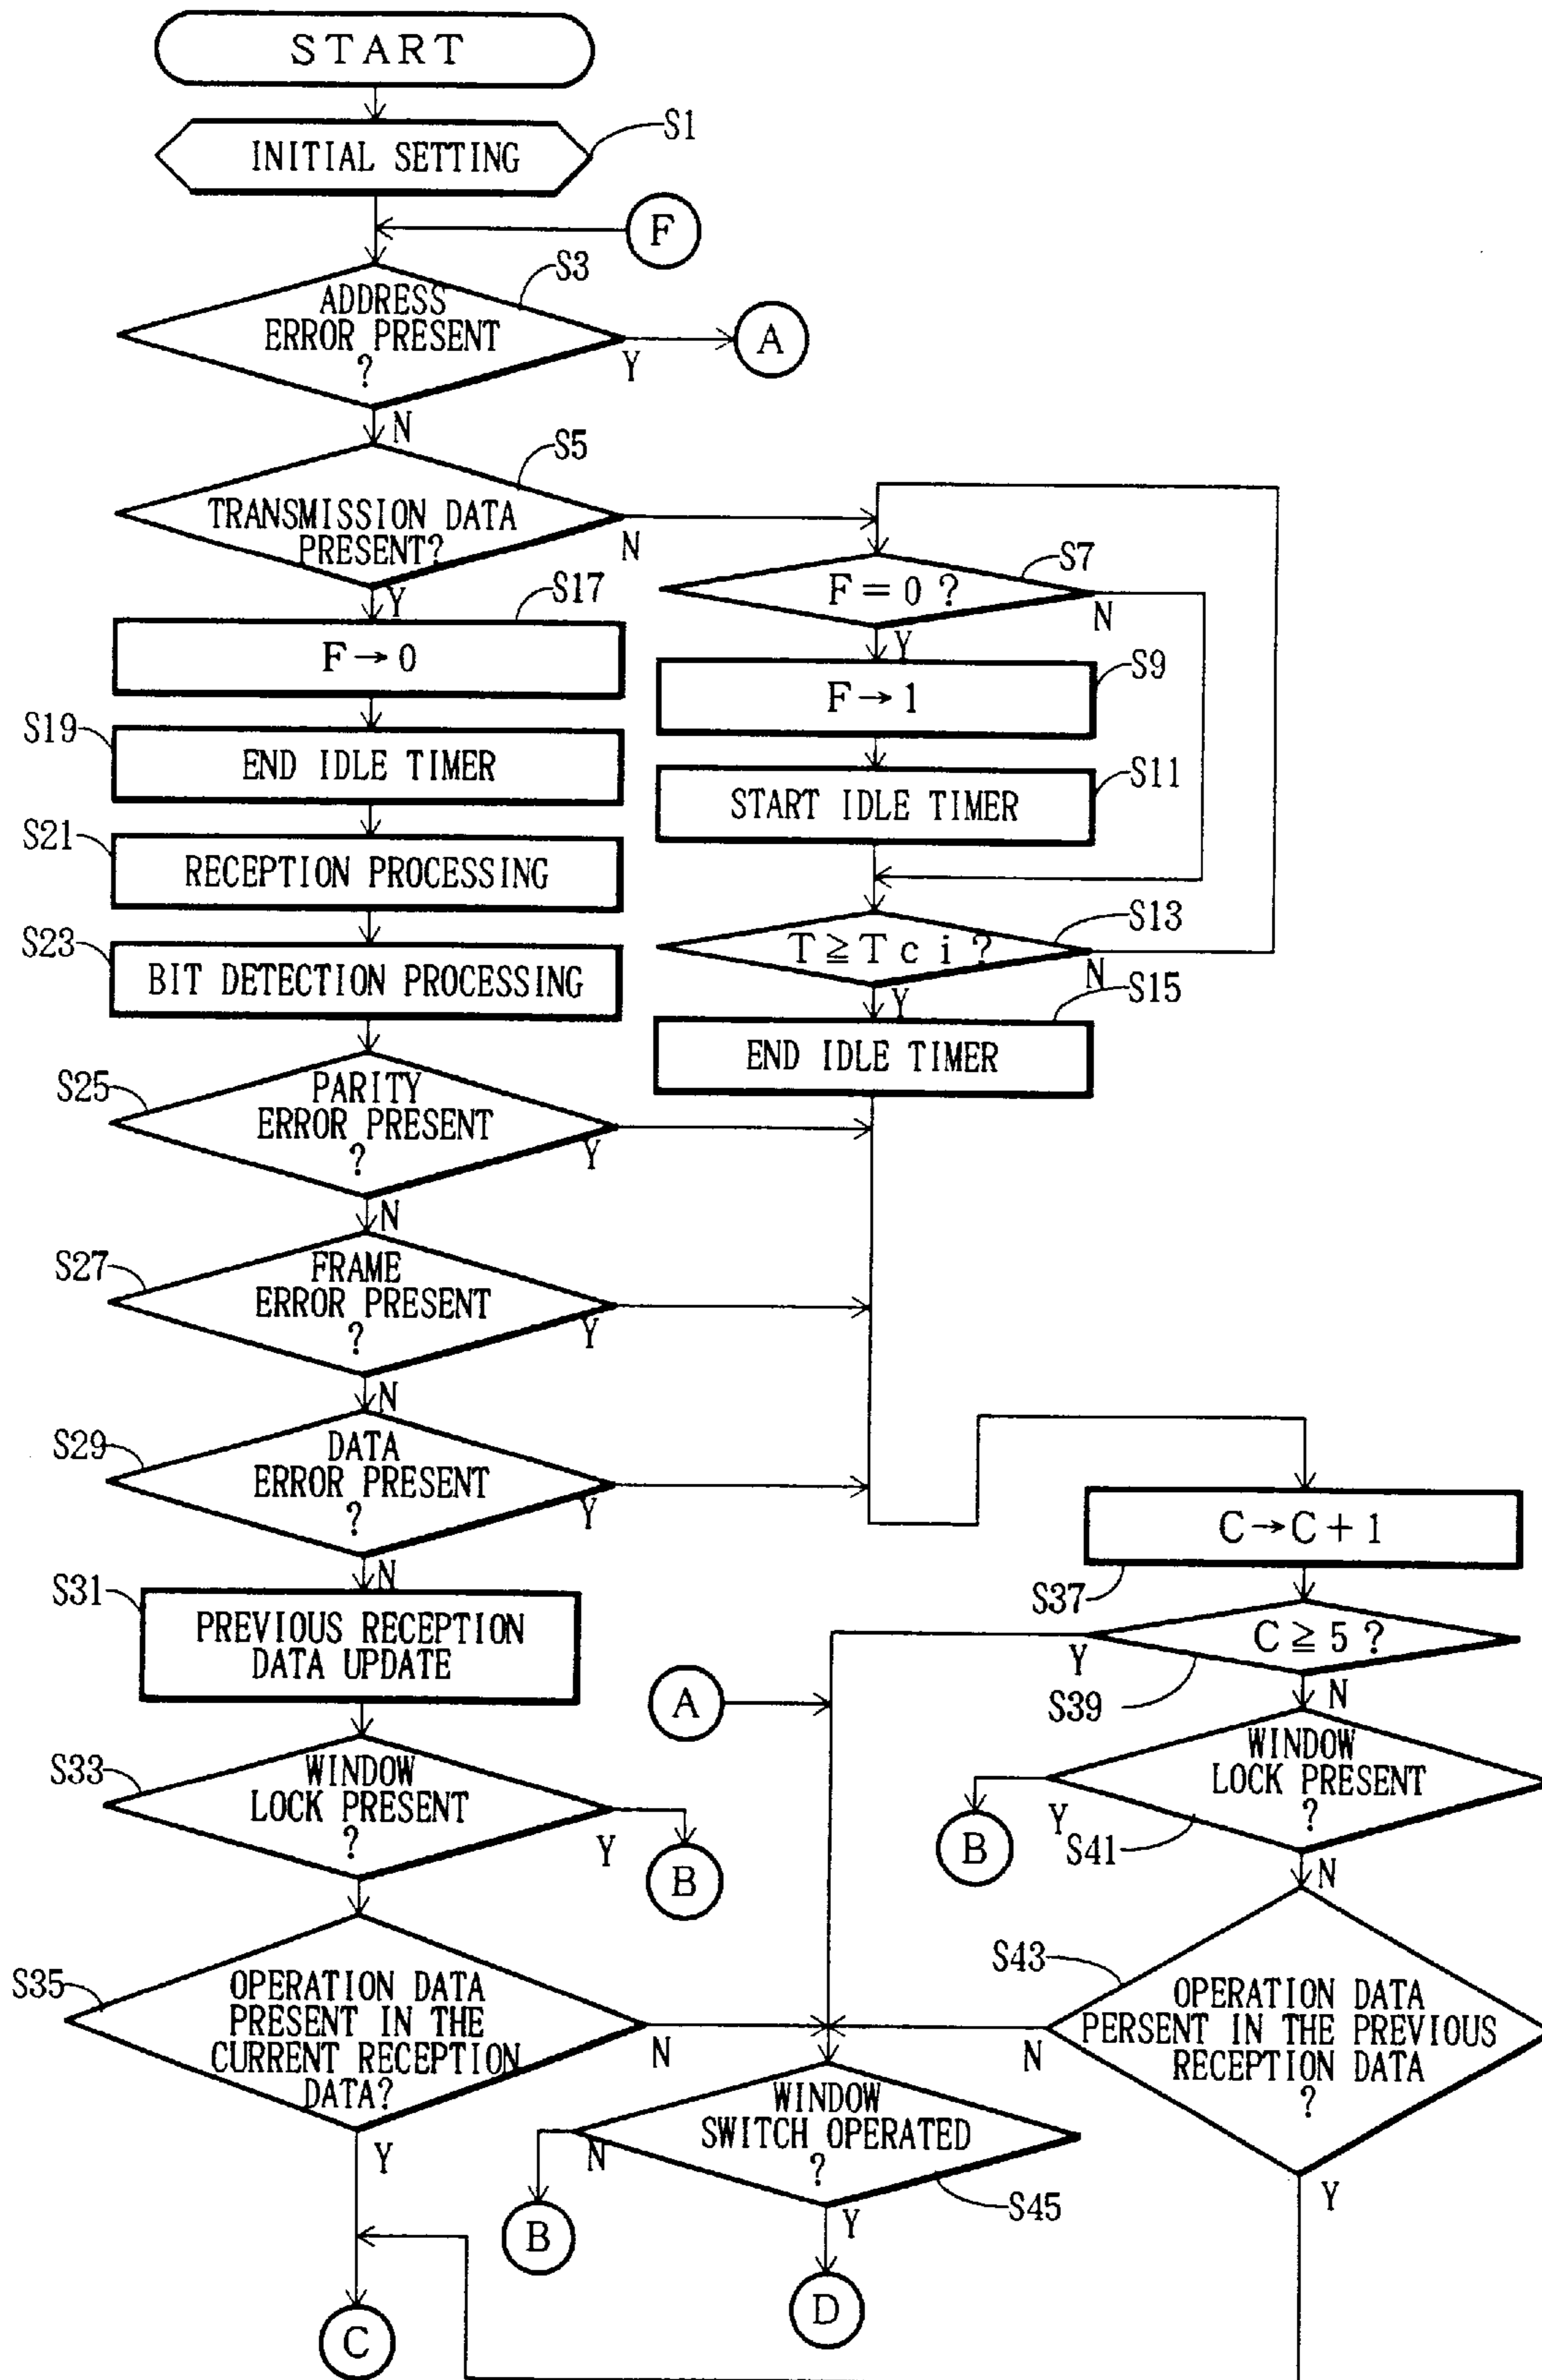 START
INITIAL SETTING
S1
F
S3
ADDRESS
ERROR PRESENT
?
Y
A
N
S5
TRANSMISSION DATA
PRESENT?
N
Y
S7
F=0?
N
Y
S17
F→0
S9
F→1
S19
END IDLE TIMER
S11
START IDLE TIMER
S21
RECEPTION PROCESSING
S13
T≧Tci?
N
Y
S23
BIT DETECTION PROCESSING
S15
END IDLE TIMER
S25
PARITY
ERROR PRESENT
?
Y
N
S27
FRAME
ERROR PRESENT
?
Y
N
S29
DATA
ERROR PRESENT
?
Y
N
C→C+1
S37
S31
PREVIOUS RECEPTION
DATA UPDATE
C≧5?
Y
S39
N
A
S33
WINDOW
LOCK PRESENT
?
Y
B
WINDOW
LOCK PRESENT
?
Y
S41
B
N
S35
OPERATION DATA
PRESENT IN THE
CURRENT RECEPTION
DATA?
N
Y
S43
OPERATION DATA
PERSENT IN THE PREVIOUS
RECEPTION DATA
?
N
Y
WINDOW
SWITCH OPERATED
?
N
S45
Y
B
D
C